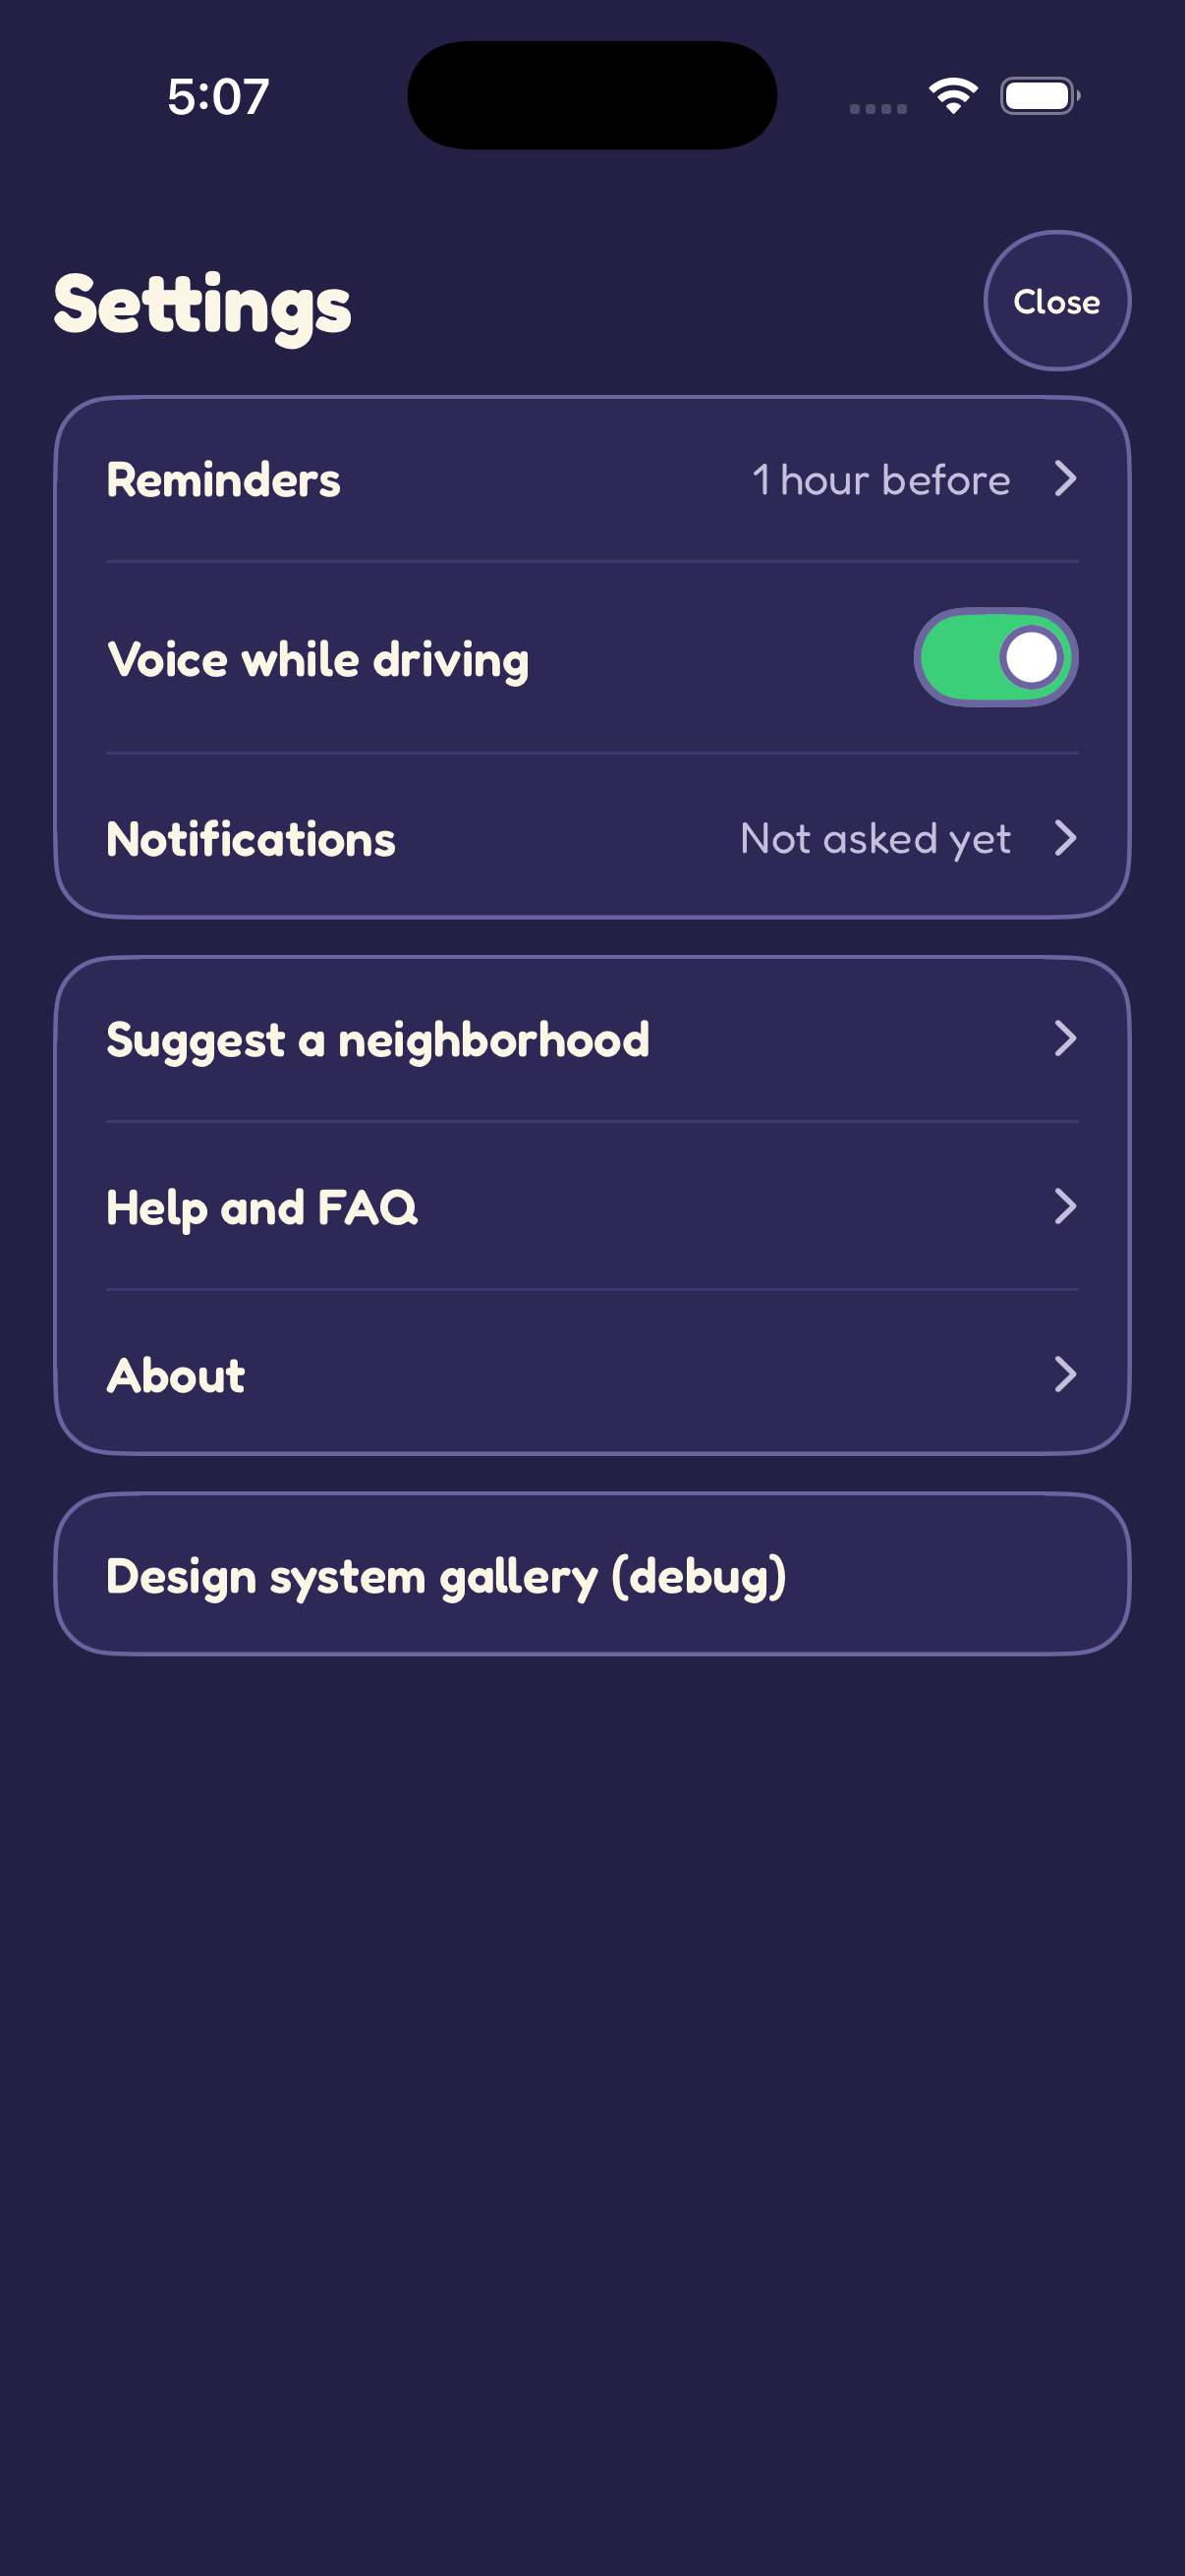 5:07
Settings
Close
Reminders 1 hour before
Voice while driving
Notifications Not asked yet
Suggest a neighborhood
Help and FAQ
About
Design system gallery (debug)